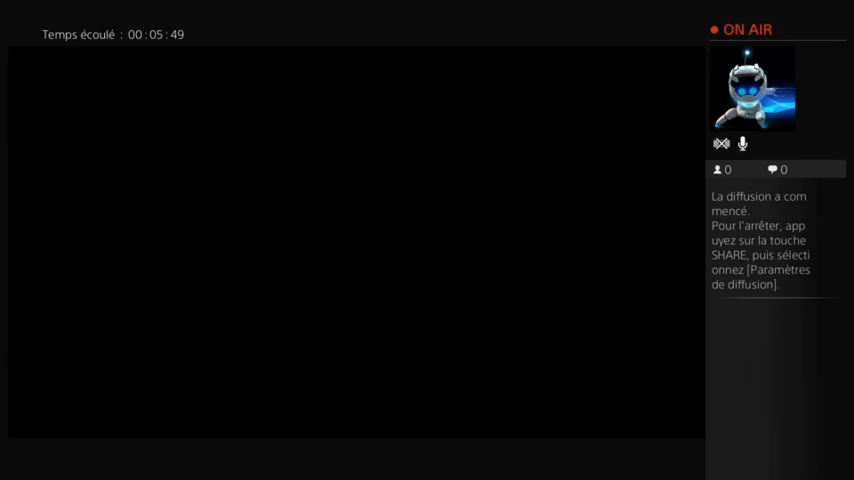 Temps écoulé : 00:05:49
ON AIR
0 0
La diffusion a com
mencé.
Pour l'arrêter, app
uyez sur la touche
SHARE, puis sélecti
onnez [Paramètres
de diffusion].